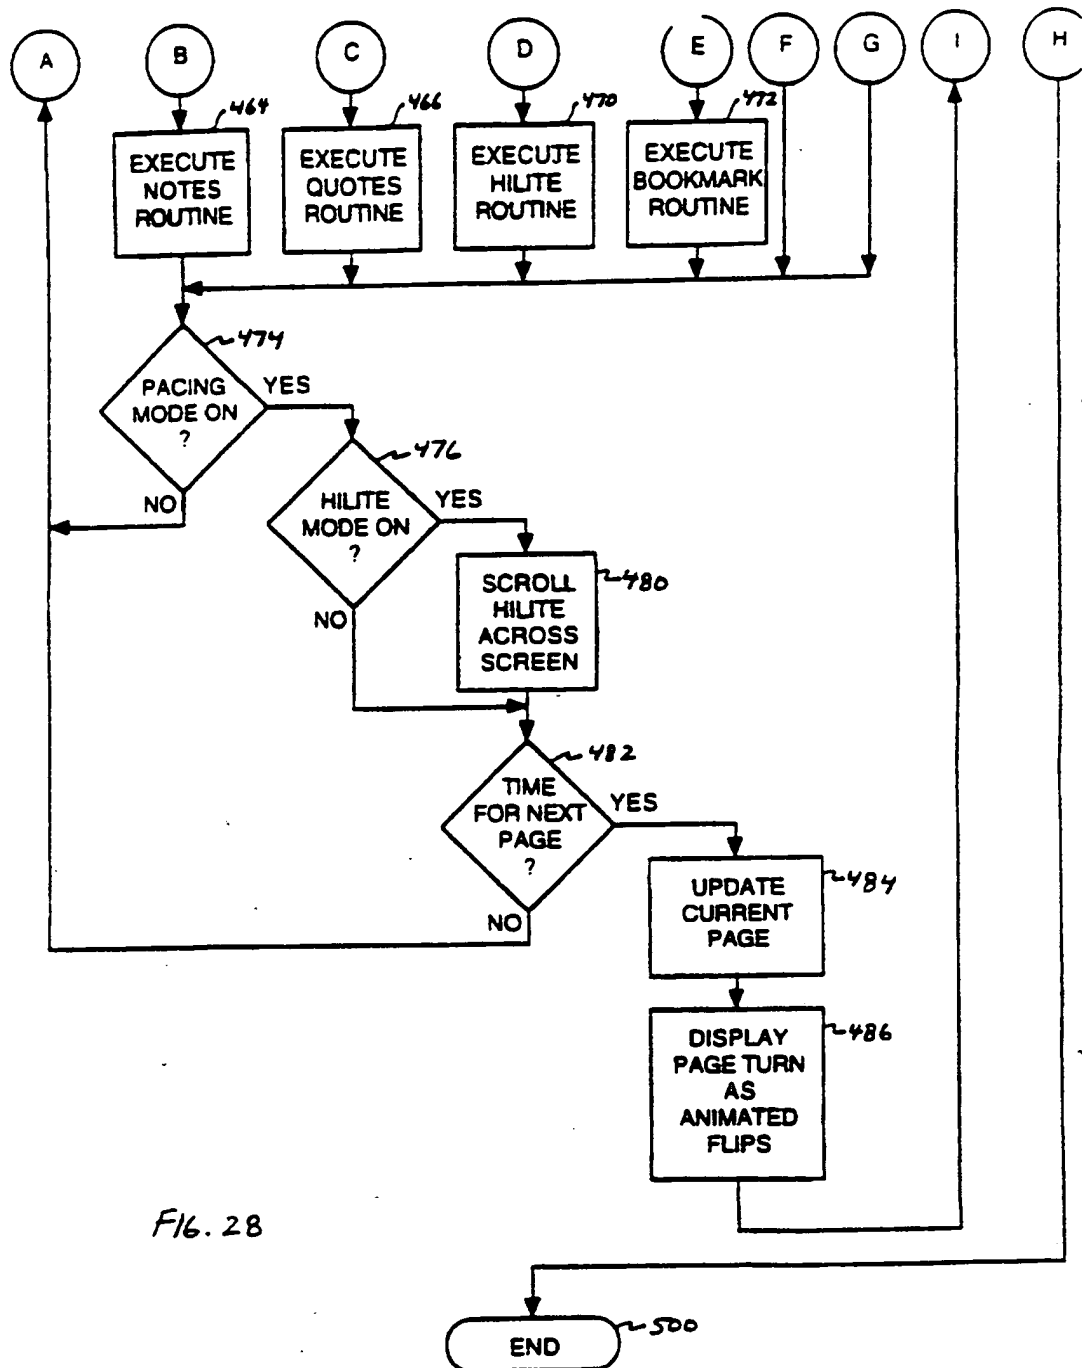 A B C D E F G I H
464 466 470 472
EXECUTE
NOTES
ROUTINE
EXECUTE
QUOTES
ROUTINE
EXECUTE
HILITE
ROUTINE
EXECUTE
BOOKMARK
ROUTINE
474
PACING
MODE ON
?
YES
NO
476
HILITE
MODE ON
?
YES
NO
480
SCROLL
HILITE
ACROSS
SCREEN
482
TIME
FOR NEXT
PAGE
?
YES
NO
484
UPDATE
CURRENT
PAGE
486
DISPLAY
PAGE TURN
AS
ANIMATED
FLIPS
FIG. 28
END
500